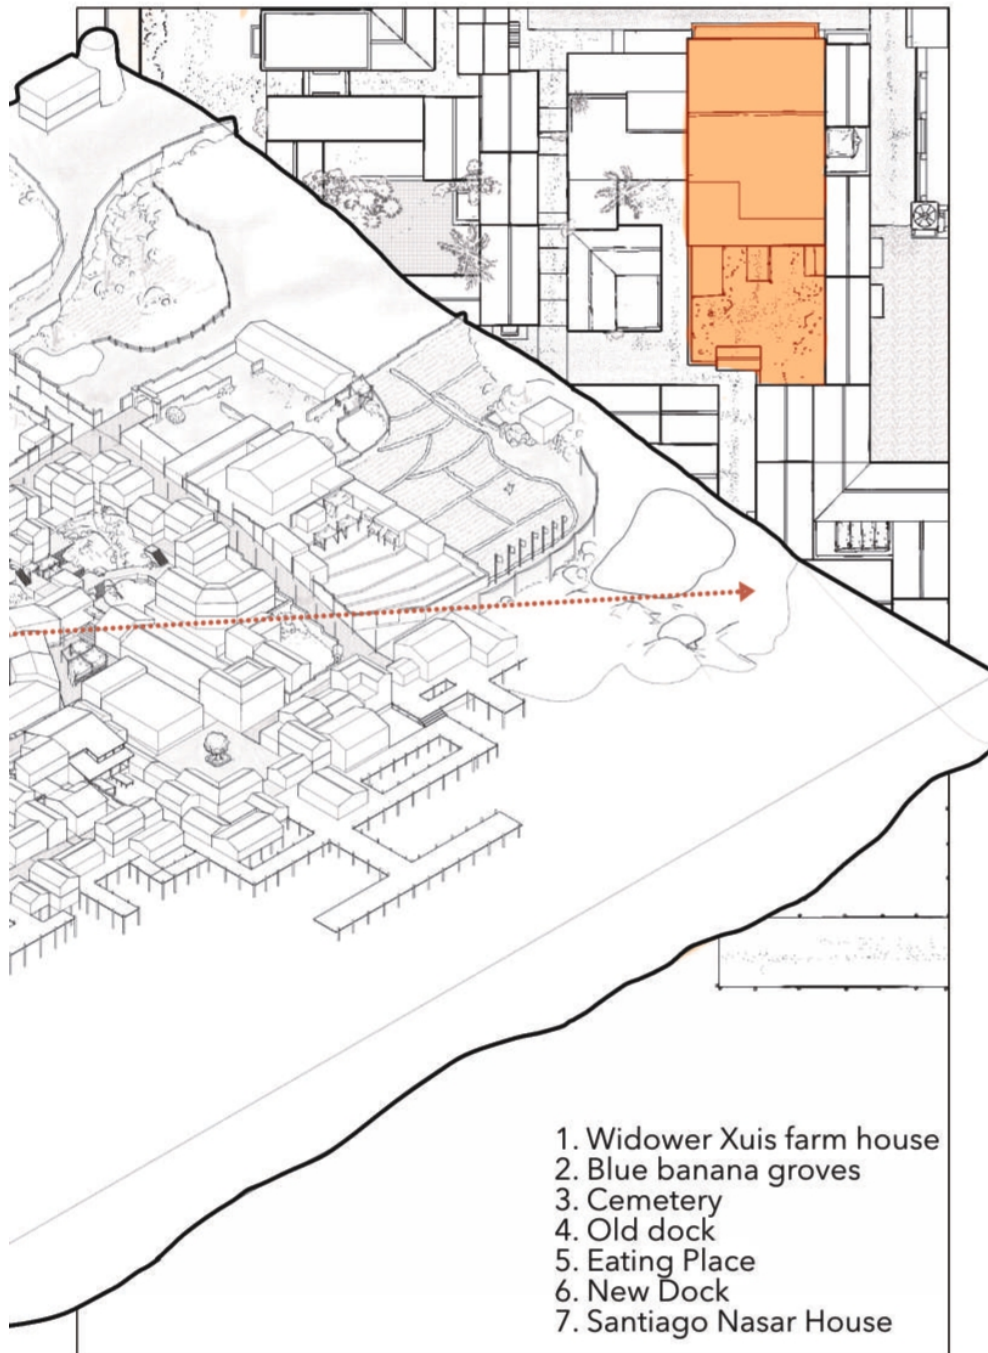 1. Widower Xuis farm house
2. Blue banana groves
3. Cemetery
4. Old dock
5. Eating Place
6. New Dock
7. Santiago Nasar House